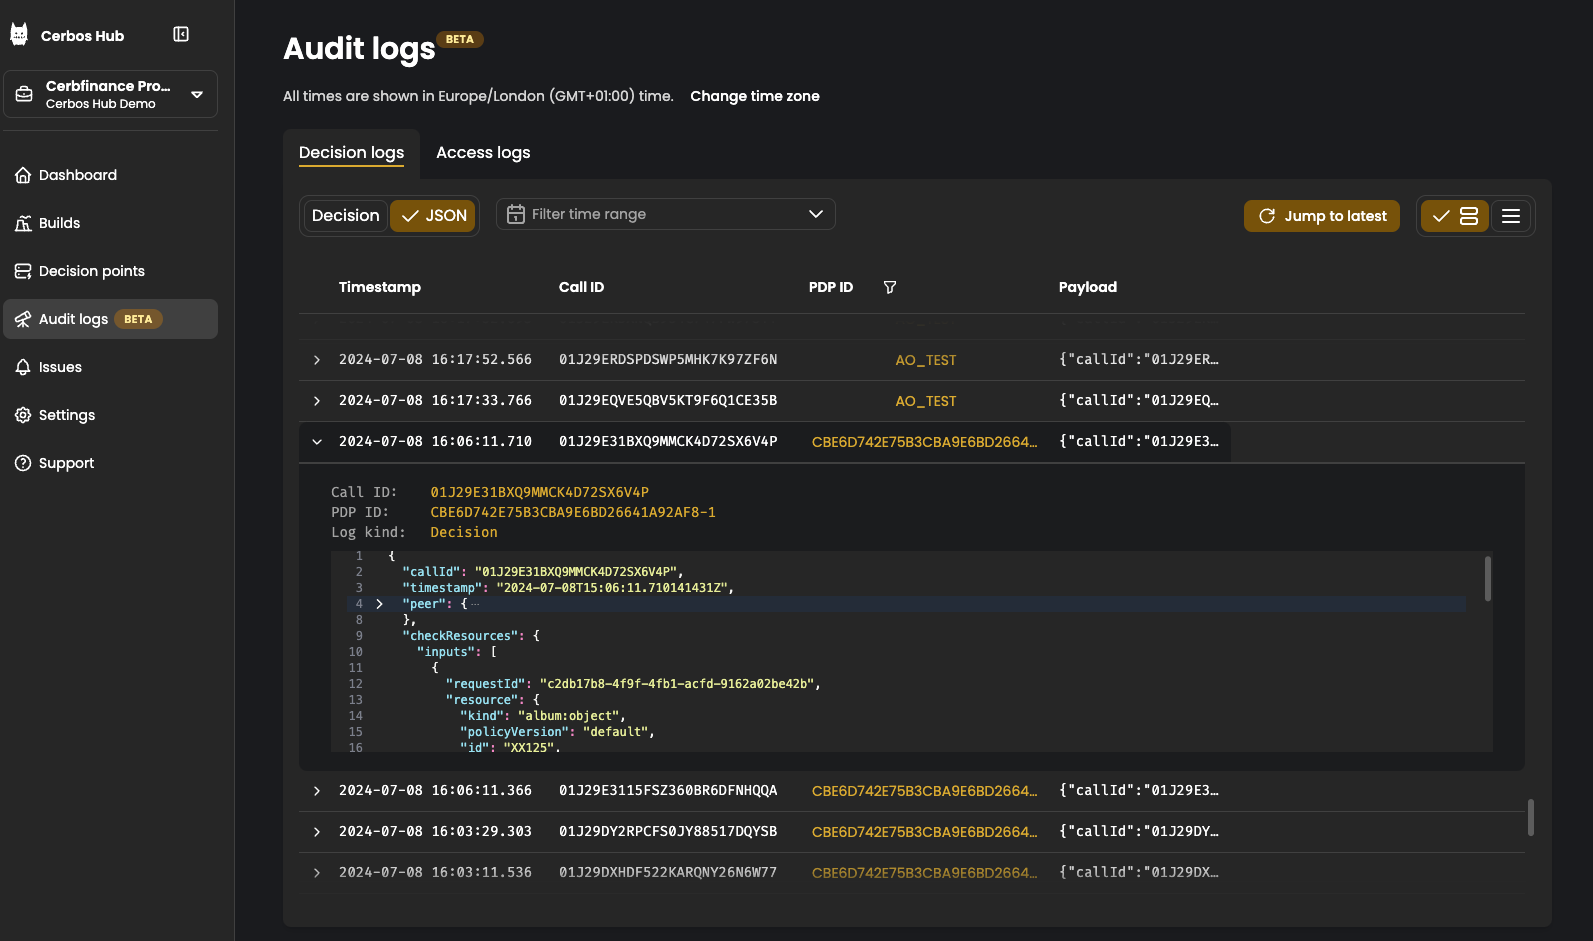 Cerbos Hub
Cerbfinance Pro...
Cerbos Hub Demo
Dashboard
Builds
Decision points
Audit logs BETA
Issues
Settings
Support
Audit logs BETA
All times are shown in Europe/London (GMT+01:00) time. Change time zone
Decision logs Access logs
Decision JSON Filter time range Jump to latest
Timestamp Call ID PDP ID Payload
2024-07-08 16:17:52.566 01J29ERDSPDSWP5MHK7K97ZF6N AO_TEST {"callId":"01J29ER…
2024-07-08 16:17:33.766 01J29EQVE5QBV5KT9F6Q1CE35B AO_TEST {"callId":"01J29EQ…
2024-07-08 16:06:11.710 01J29E31BXQ9MMCK4D72SX6V4P CBE6D742E75B3CBA9E6BD2664… {"callId":"01J29E3…
Call ID: 01J29E31BXQ9MMCK4D72SX6V4P
PDP ID: CBE6D742E75B3CBA9E6BD26641A92AF8-1
Log kind: Decision
1 {
2 "callId": "01J29E31BXQ9MMCK4D72SX6V4P",
3 "timestamp": "2024-07-08T15:06:11.710141431Z",
4 "peer": {…
8 },
9 "checkResources": {
10 "inputs": [
11 {
12 "requestId": "c2db17b8-4f9f-4fb1-acfd-9162a02be42b",
13 "resource": {
14 "kind": "album:object",
15 "policyVersion": "default",
16 "id": "XX125",
2024-07-08 16:06:11.366 01J29E3115FSZ360BR6DFNHQQA CBE6D742E75B3CBA9E6BD2664… {"callId":"01J29E3…
2024-07-08 16:03:29.303 01J29DY2RPCFS0JY88517DQYSB CBE6D742E75B3CBA9E6BD2664… {"callId":"01J29DY…
2024-07-08 16:03:11.536 01J29DXHDF522KARQNY26N6W77 CBE6D742E75B3CBA9E6BD2664… {"callId":"01J29DX…